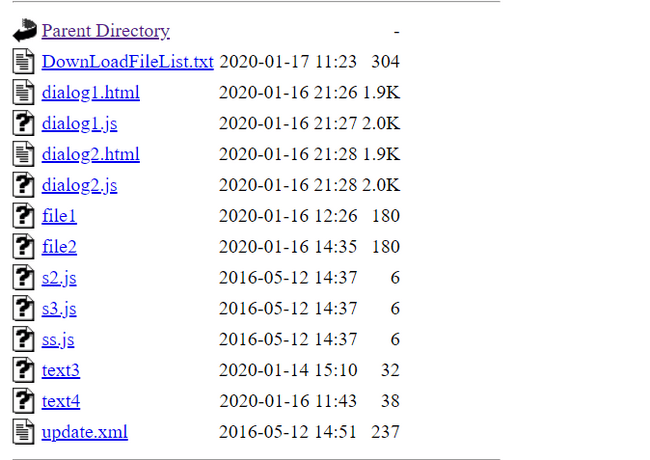 Parent Directory -
DownLoadFileList.txt 2020-01-17 11:23 304
dialog1.html 2020-01-16 21:26 1.9K
dialog1.js 2020-01-16 21:27 2.0K
dialog2.html 2020-01-16 21:28 1.9K
dialog2.js 2020-01-16 21:28 2.0K
file1 2020-01-16 12:26 180
file2 2020-01-16 14:35 180
s2.js 2016-05-12 14:37 6
s3.js 2016-05-12 14:37 6
ss.js 2016-05-12 14:37 6
text3 2020-01-14 15:10 32
text4 2020-01-16 11:43 38
update.xml 2016-05-12 14:51 237